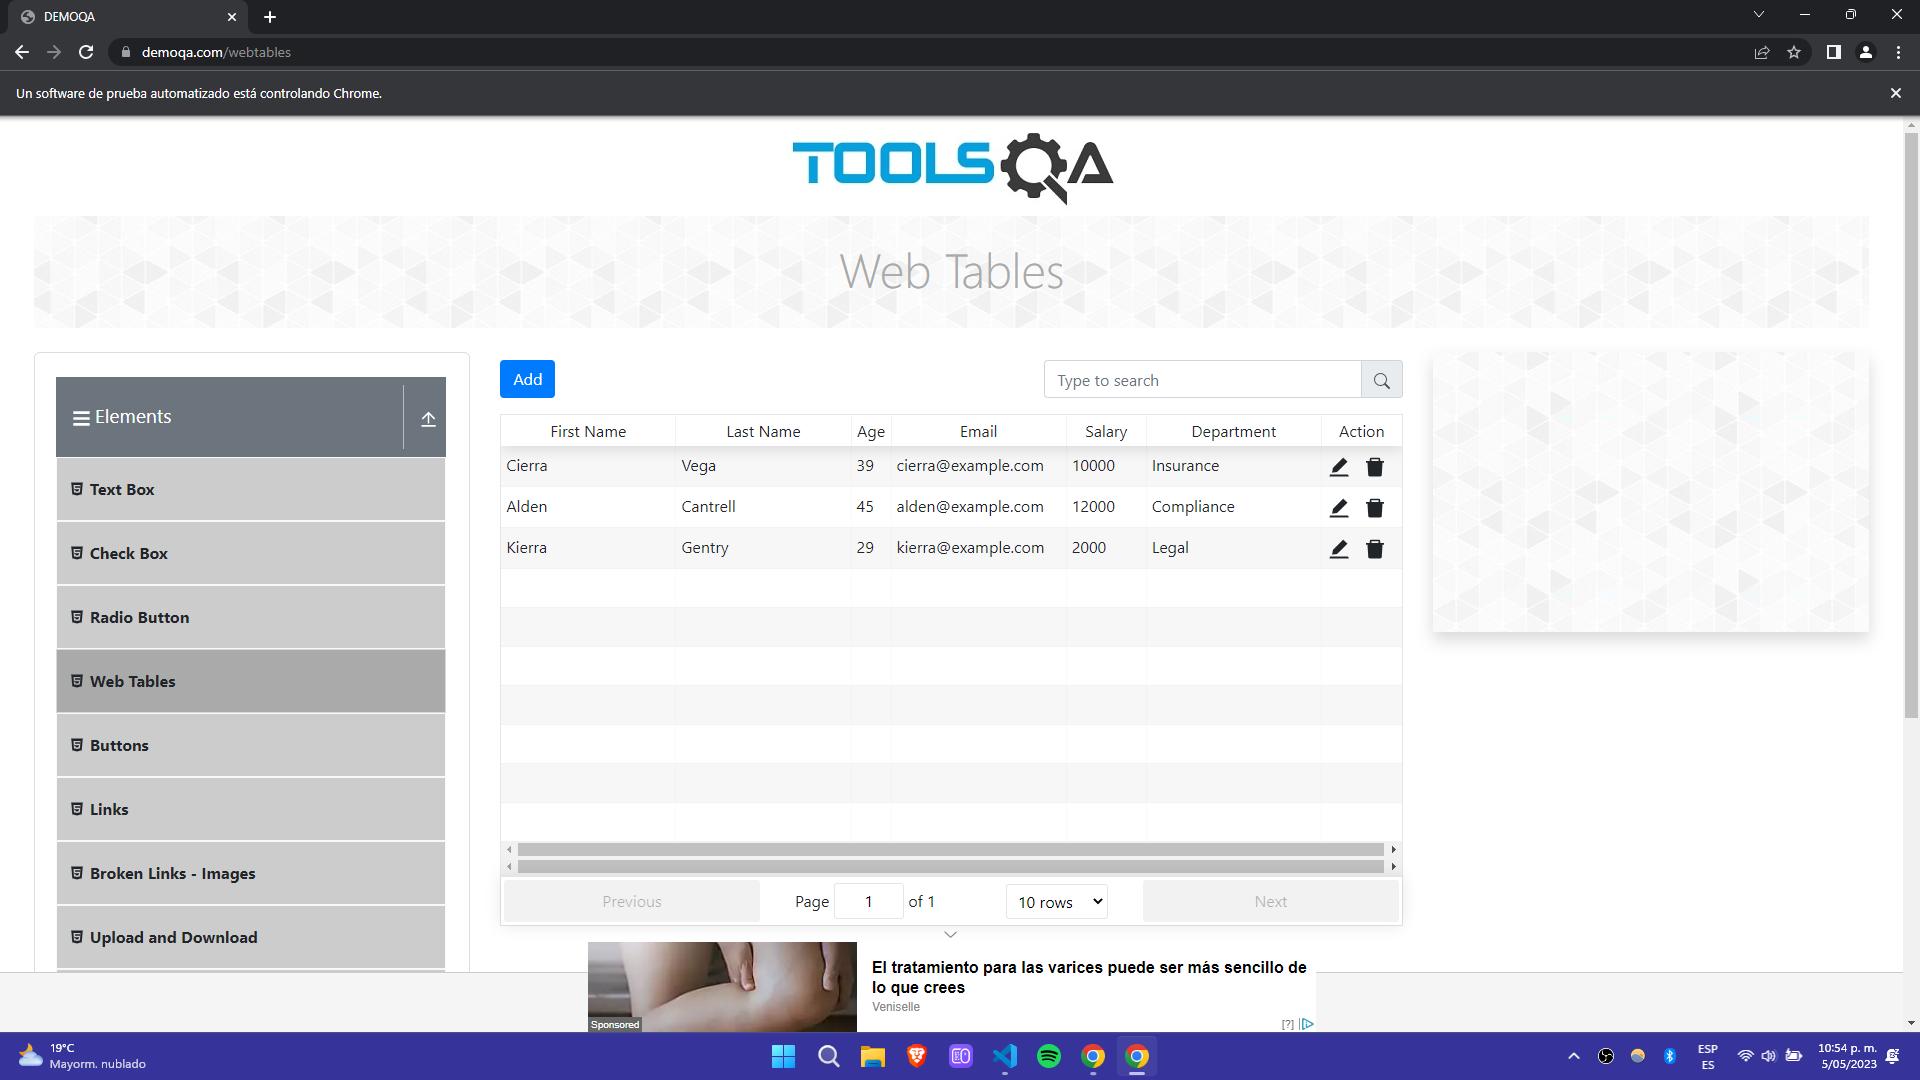 DEMOQA
demoqa.com/webtables
Un software de prueba automatizado está controlando Chrome.
TOOLSQA
Web Tables
Elements
Text Box
Check Box
Radio Button
Web Tables
Buttons
Links
Broken Links - Images
Upload and Download
Add
Type to search
First Name Last Name Age Email Salary Department Action
Cierra Vega 39 cierra@example.com 10000 Insurance
Alden Cantrell 45 alden@example.com 12000 Compliance
Kierra Gentry 29 kierra@example.com 2000 Legal
Previous Page 1 of 1 10 rows Next
El tratamiento para las varices puede ser más sencillo de
lo que crees
Veniselle
Sponsored
[?]
19°C
Mayorm. nublado
ESP
ES
10:54 p. m.
5/05/2023